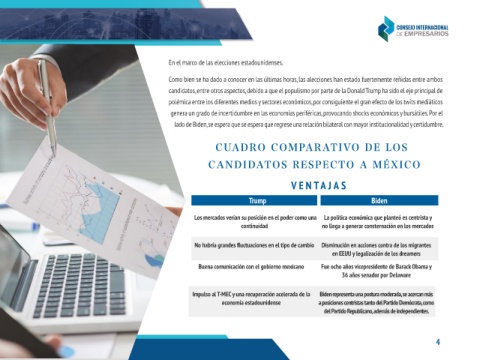 CONSEJO INTERNACIONAL
DE EMPRESARIOS
En el marco de las elecciones estadounidenses.
Como bien se ha dado a conocer en las últimas horas, las alecciones han estado fuertemente reñidas entre ambos
candidatos, entre otros aspectos, debido a que el populismo por parte de la Donald Trump ha sido el eje principal de
polémica entre los diferentes medios y sectores económicos, por consiguiente el gran efecto de los twits mediáticos
genera un grado de incertidumbre en las economías periféricas, provocando shocks económicos y bursátiles. Por el
lado de Biden, se espera que se espera que regrese una relación bilateral con mayor institucionalidad y certidumbre.
CUADRO COMPARATIVO DE LOS
CANDIDATOS RESPECTO A MÉXICO
VENTAJAS
Trump Biden
Los mercados verían su posición en el poder como una
continuidad
La política económica que planteó es centrista y
no llega a generar consternación en los mercados
No habría grandes fluctuaciones en el tipo de cambio
Disminución en acciones contra de los migrantes
en EEUU y legalización de los dreamers
Buena comunicación con el gobierno mexicano
Fue ocho años vicepresidente de Barack Obama y
36 años senador por Delaware
Impulso al T-MEC y una recuperación acelerada de la
economía estadounidense
Biden representa una postura moderada, se acercan más
a posiciones centristas tanto del Partido Demócrata, como
del Partido Republicano, además de independientes.
4